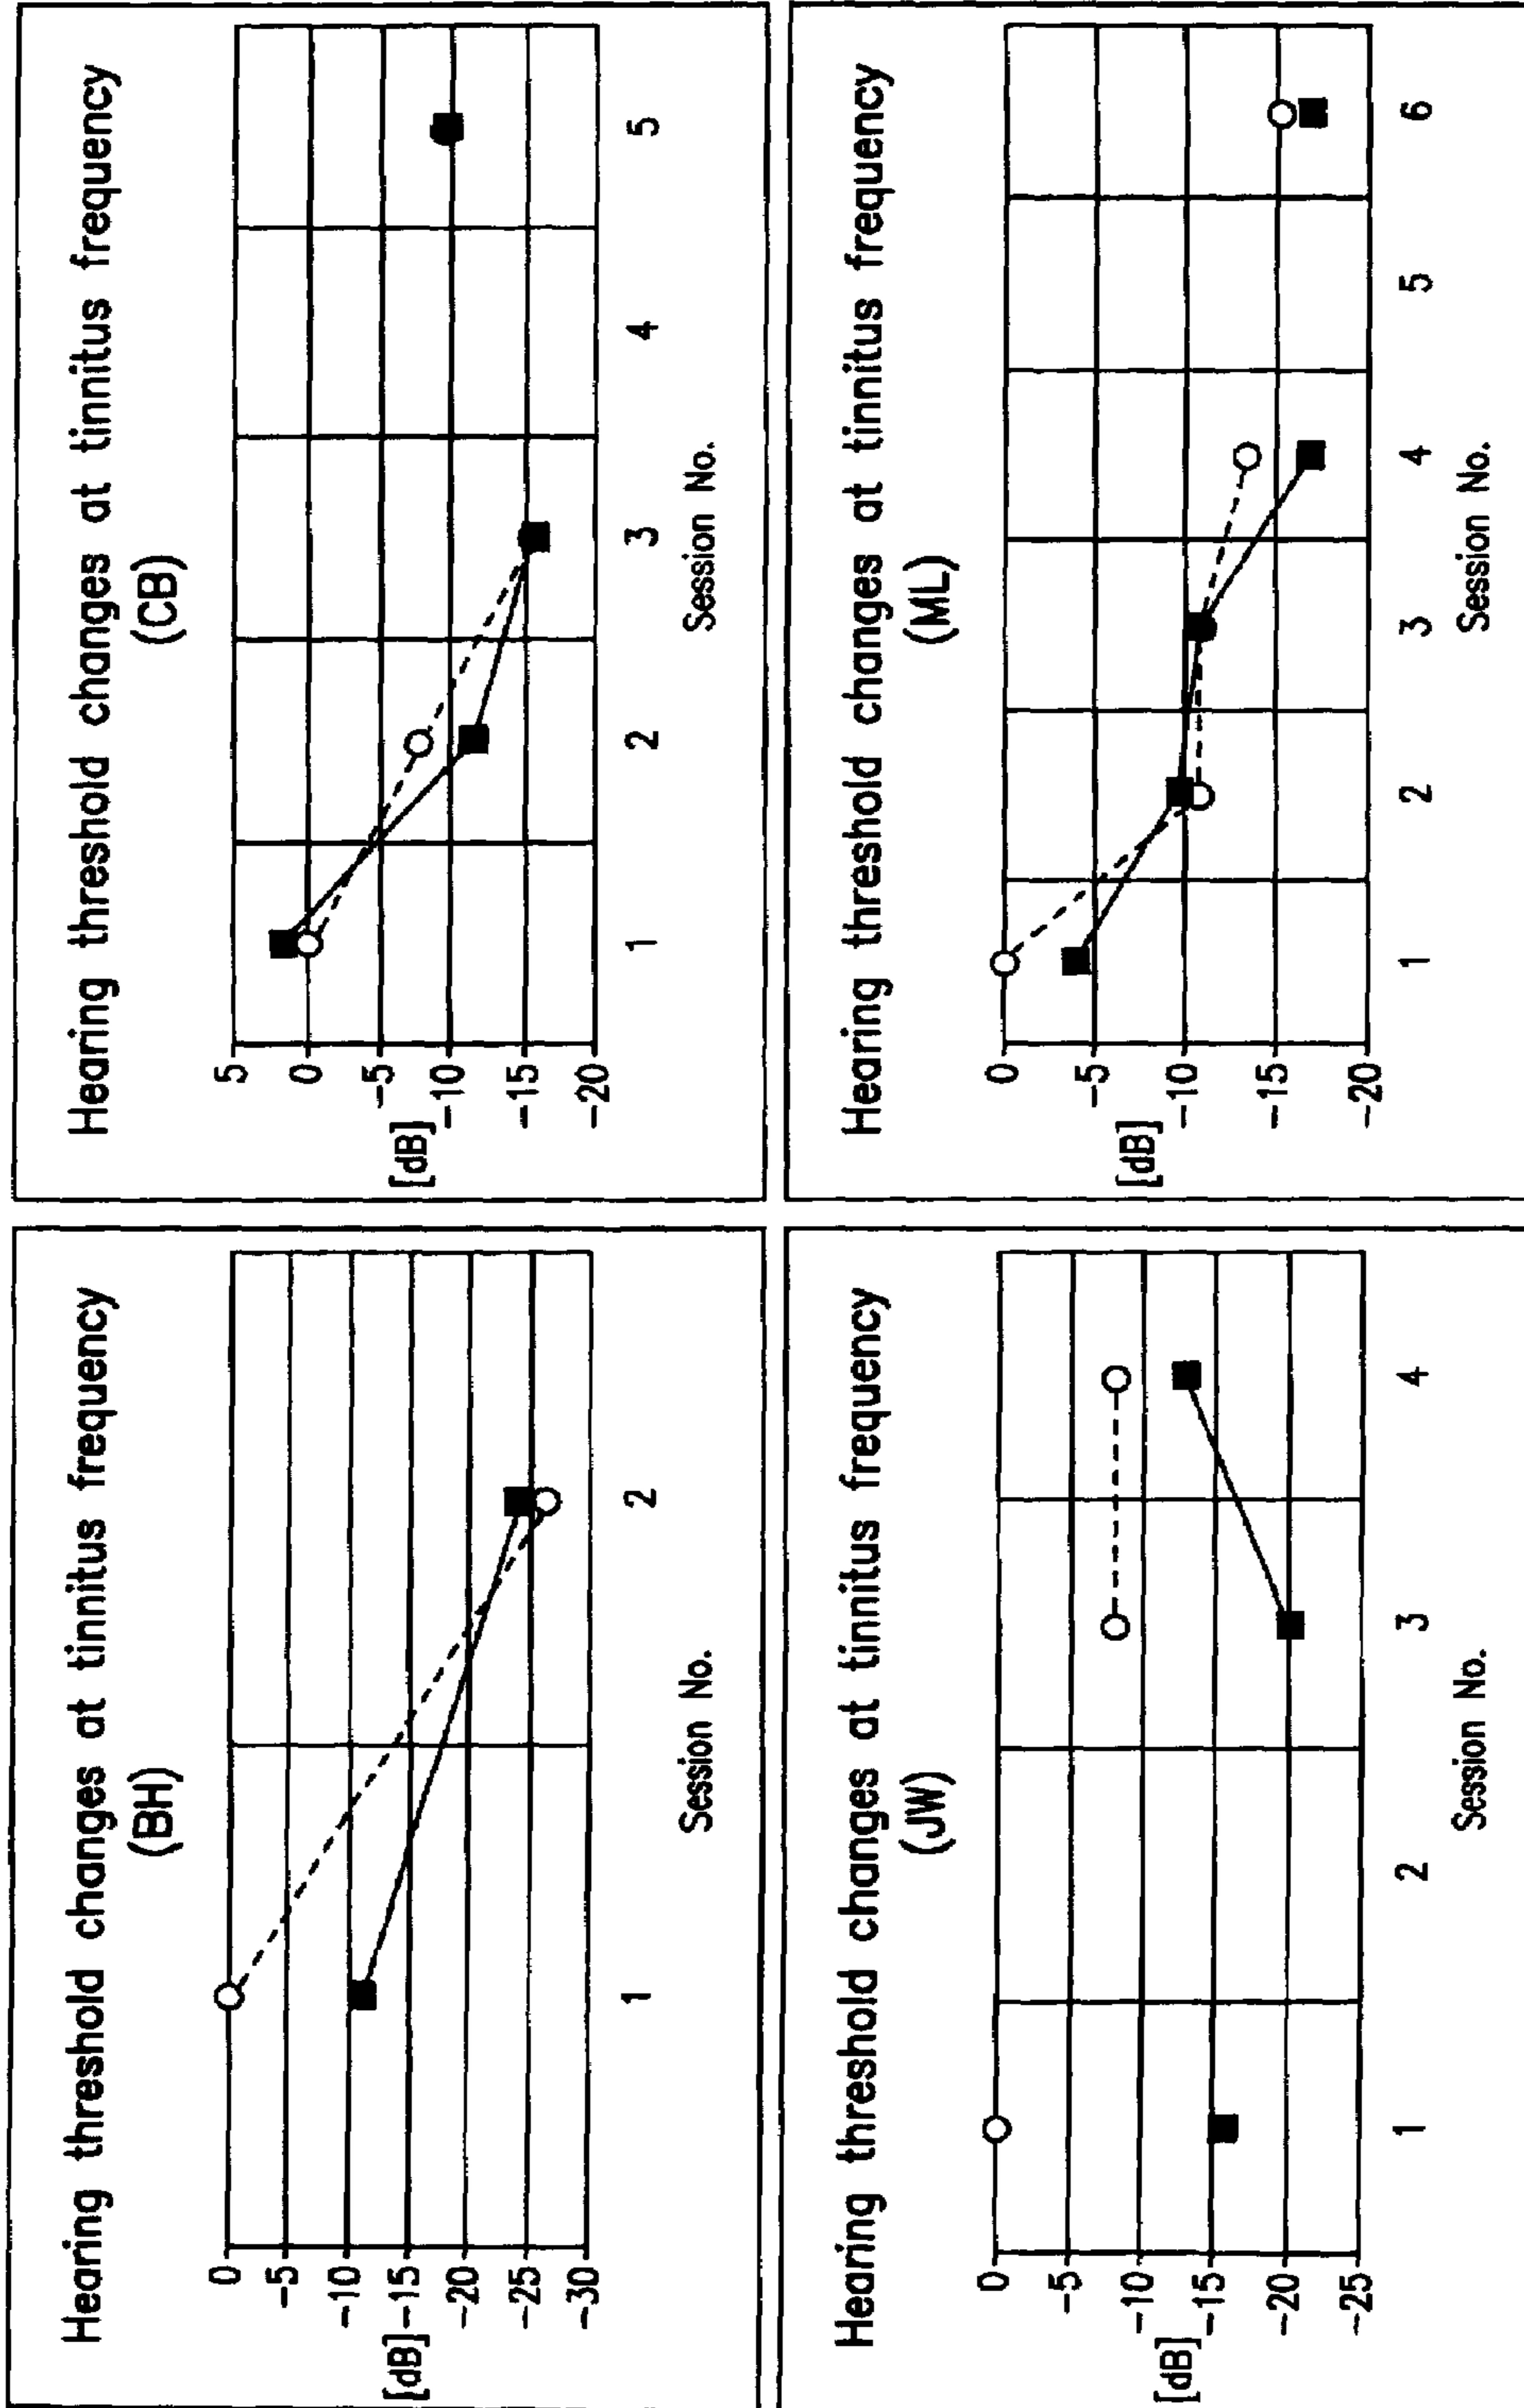 Hearing threshold changes at tinnitus frequency
(BH)
0
-5
-10
[dB]
-15
-20
-25
-30
1 2
Session No.
Hearing threshold changes at tinnitus frequency
(CB)
5
0
-5
[dB]
-10
-15
-20
1 2 3 4 5
Session No.
Hearing threshold changes at tinnitus frequency
(JW)
0
-5
-10
[dB]
-15
-20
-25
1 2 3 4
Session No.
Hearing threshold changes at tinnitus frequency
(ML)
0
-5
[dB]
-10
-15
-20
1 2 3 4 5 6
Session No.